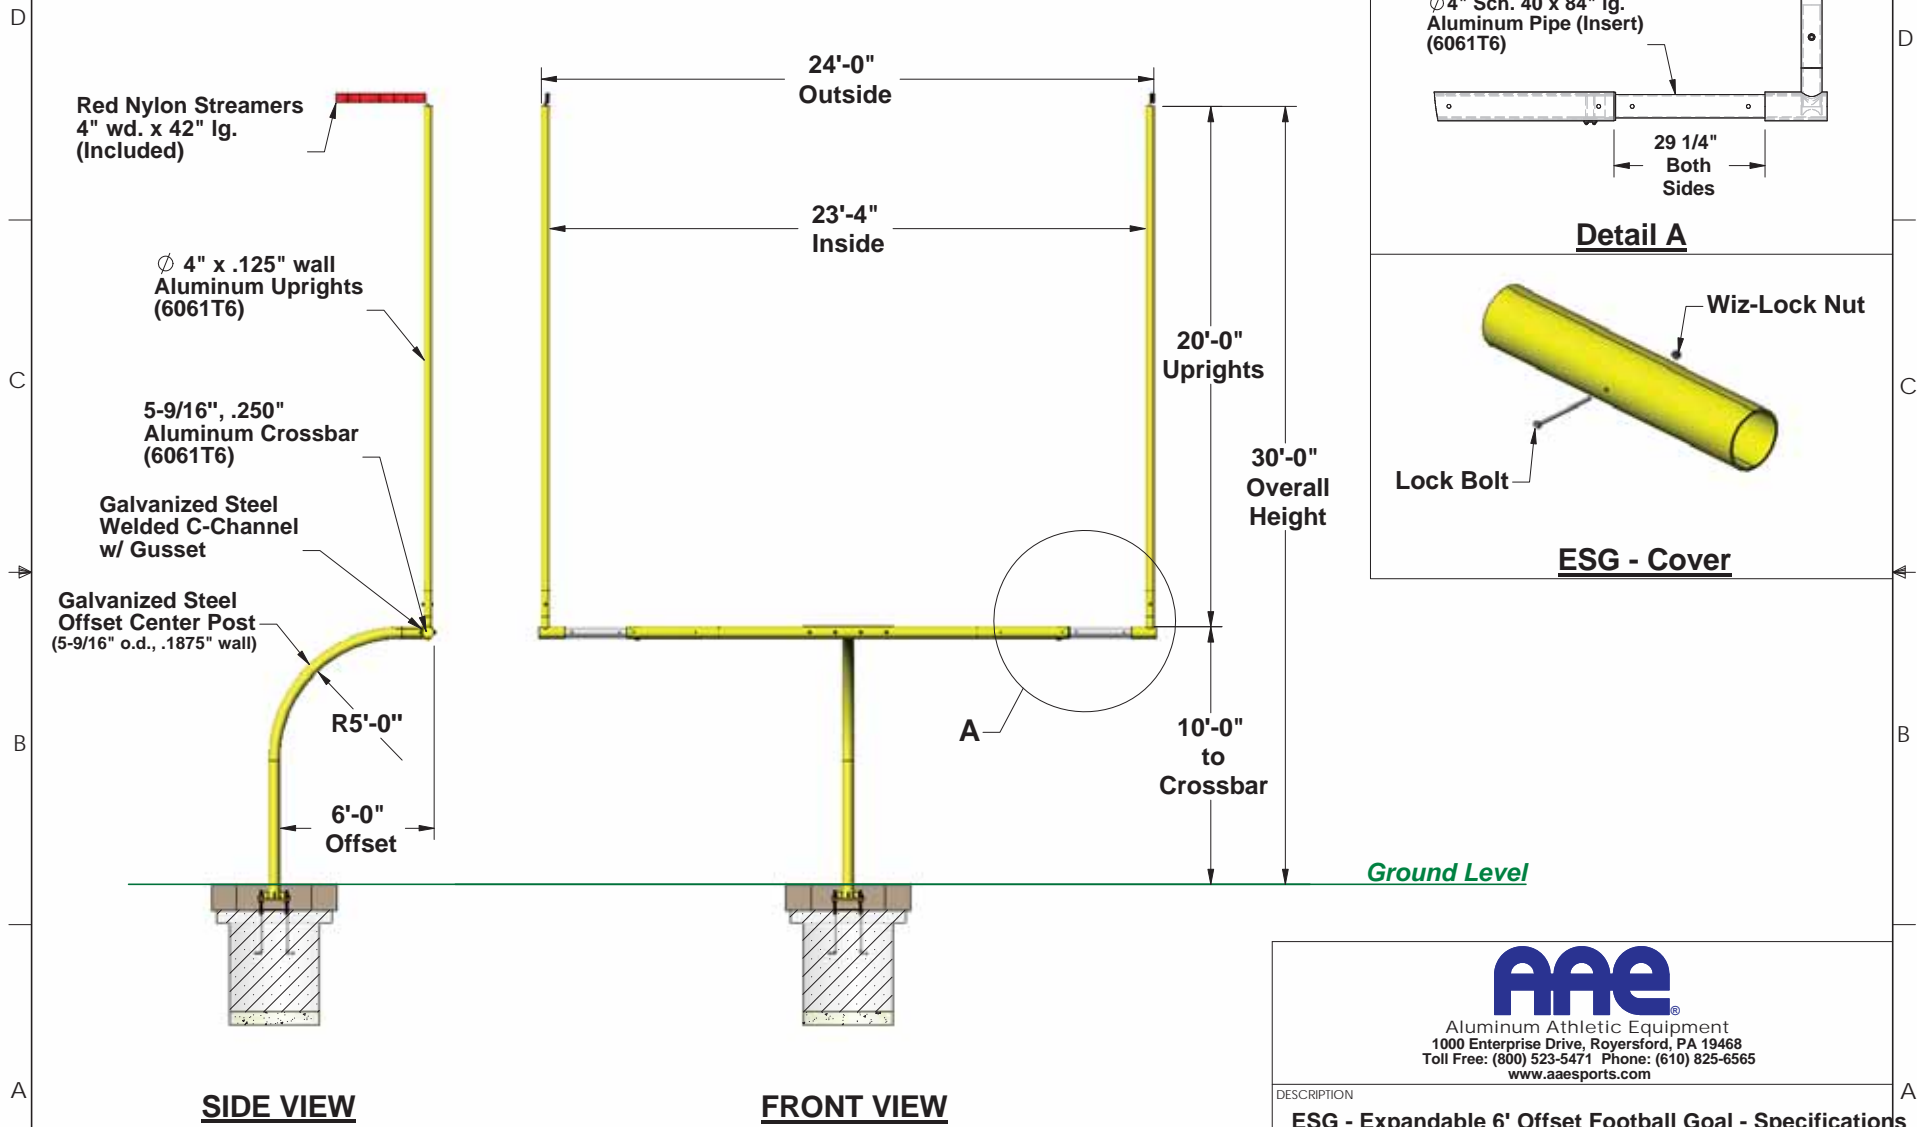 D
Red Nylon Streamers
4" wd. x 42" lg.
(Included)
24'-0"
Outside
Ø 4" Sch. 40 x 84" lg.
Aluminum Pipe (Insert)
(6061T6)
D
29 1/4"
Both
Sides
Detail A
23'-4"
Inside
Ø 4" x .125" wall
Aluminum Uprights
(6061T6)
Wiz-Lock Nut
20'-0"
Uprights
C
C
5-9/16", .250"
Aluminum Crossbar
(6061T6)
30'-0"
Overall
Height
Lock Bolt
Galvanized Steel
Welded C-Channel
w/ Gusset
ESG - Cover
Galvanized Steel
Offset Center Post
(5-9/16" o.d., .1875" wall)
R5'-0"
A
10'-0"
to
Crossbar
B
B
6'-0"
Offset
Ground Level
AAE®
Aluminum Athletic Equipment
1000 Enterprise Drive, Royersford, PA 19468
Toll Free: (800) 523-5471 Phone: (610) 825-6565
www.aaesports.com
A
SIDE VIEW
FRONT VIEW
DESCRIPTION
A
ESG - Expandable 6' Offset Football Goal - Specifications